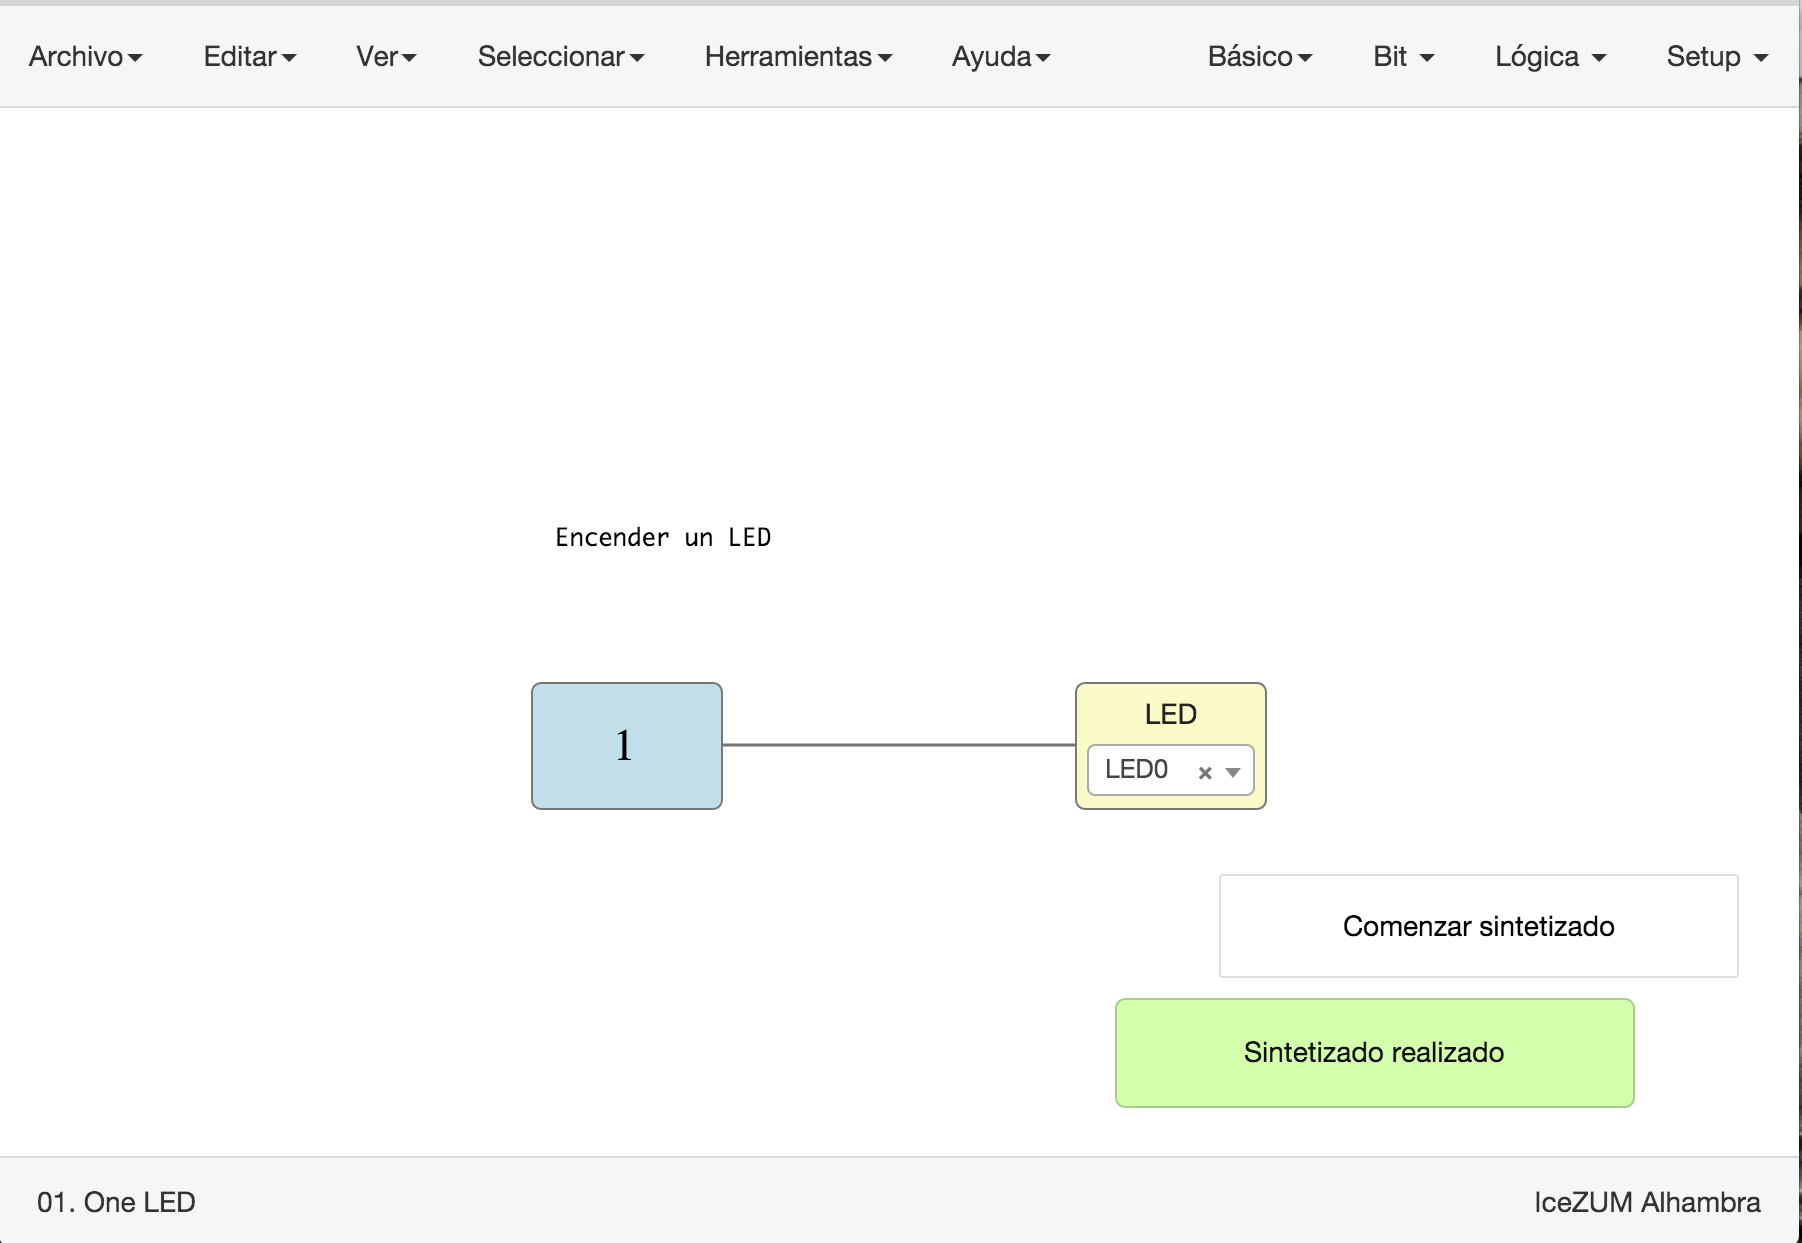 Archivo Editar Ver Seleccionar Herramientas Ayuda Básico Bit Lógica Setup
Encender un LED
1
LED
LED0
Comenzar sintetizado
Sintetizado realizado
01. One LED IceZUM Alhambra